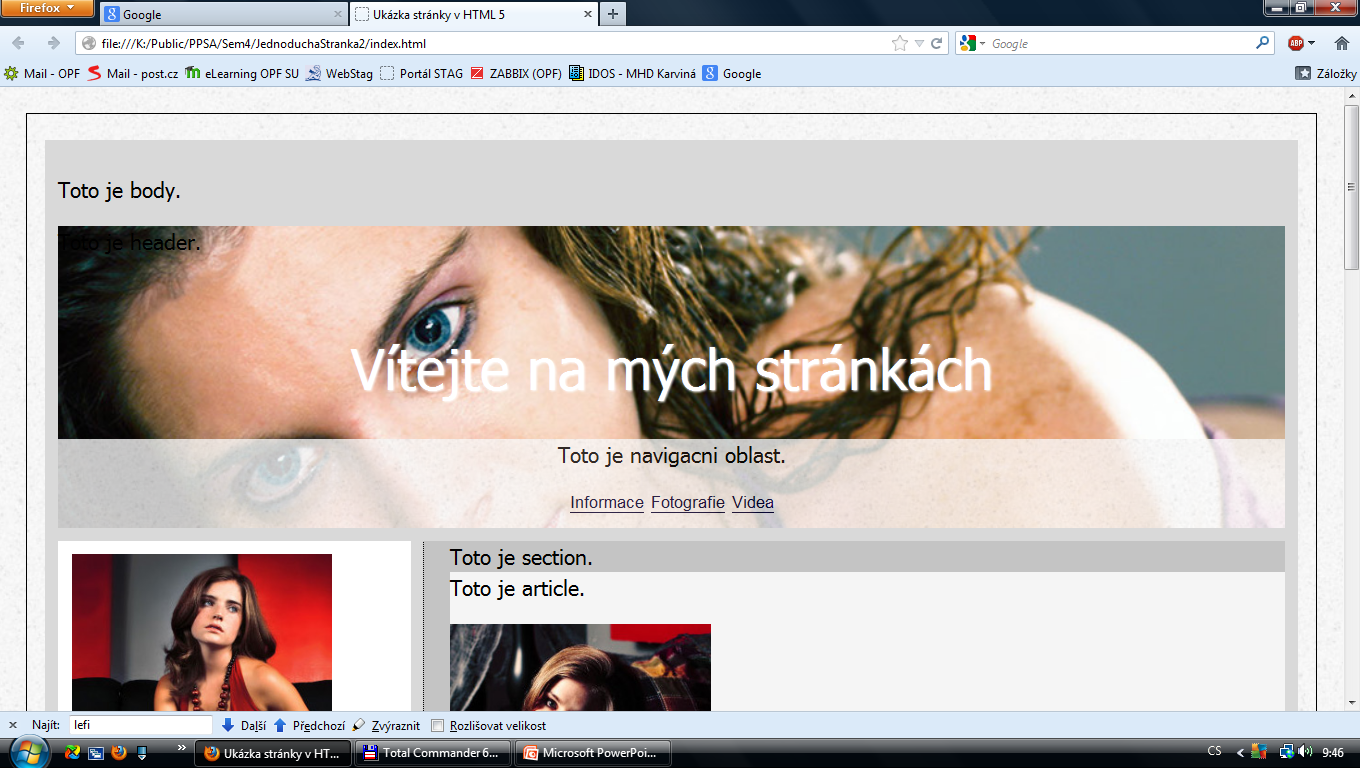 Firefox
Google
Ukázka stránky v HTML 5
file:///K:/Public/PPSA/Sem4/JednoduchaStranka2/index.html
Google
ABP
Mail - OPF
Mail - post.cz
eLearning OPF SU
WebStag
Portál STAG
ZABBIX (OPF)
IDOS - MHD Karviná
Google
Záložky
Toto je body.
Toto je header.
Vítejte na mých stránkách
Toto je navigacni oblast.
Informace Fotografie Videa
Toto je section.
Toto je article.
Najít: lefi Další Předchozí Zvýraznit Rozlišovat velikost
Ukázka stránky v HT...
Total Commander 6...
Microsoft PowerPoi...
CS
9:46